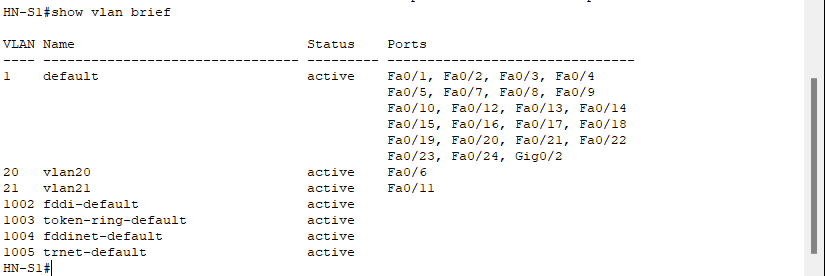 HN-S1#show vlan brief
VLAN Name                             Status    Ports
---- -------------------------------- --------- -------------------------------
1    default                          active    Fa0/1, Fa0/2, Fa0/3, Fa0/4
                                                Fa0/5, Fa0/7, Fa0/8, Fa0/9
                                                Fa0/10, Fa0/12, Fa0/13, Fa0/14
                                                Fa0/15, Fa0/16, Fa0/17, Fa0/18
                                                Fa0/19, Fa0/20, Fa0/21, Fa0/22
                                                Fa0/23, Fa0/24, Gig0/2
20   vlan20                           active    Fa0/6
21   vlan21                           active    Fa0/11
1002 fddi-default                     active
1003 token-ring-default               active
1004 fddinet-default                  active
1005 trnet-default                    active
HN-S1#